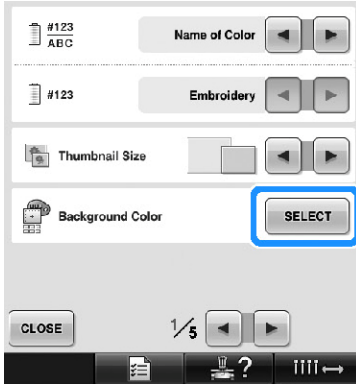 #123
ABC
Name of Color
#123
Embroidery
Thumbnail Size
Background Color
SELECT
CLOSE
1/5
?